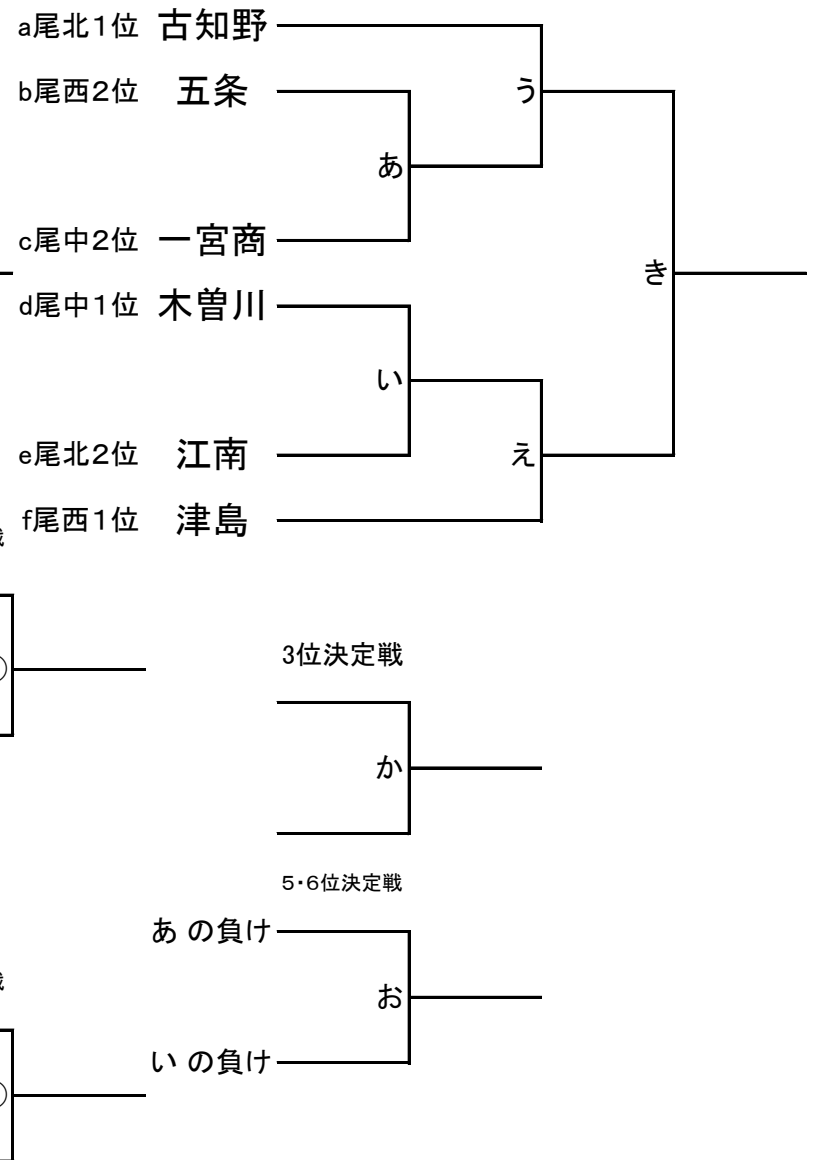 a尾北1位 古知野
う
b尾西2位 五条
あ
c尾中2位 一宮商
き
d尾中1位 木曽川
い
e尾北2位 江南
え
f尾西1位 津島
3位決定戦
か
5・6位決定戦
あ の負け
お
い の負け